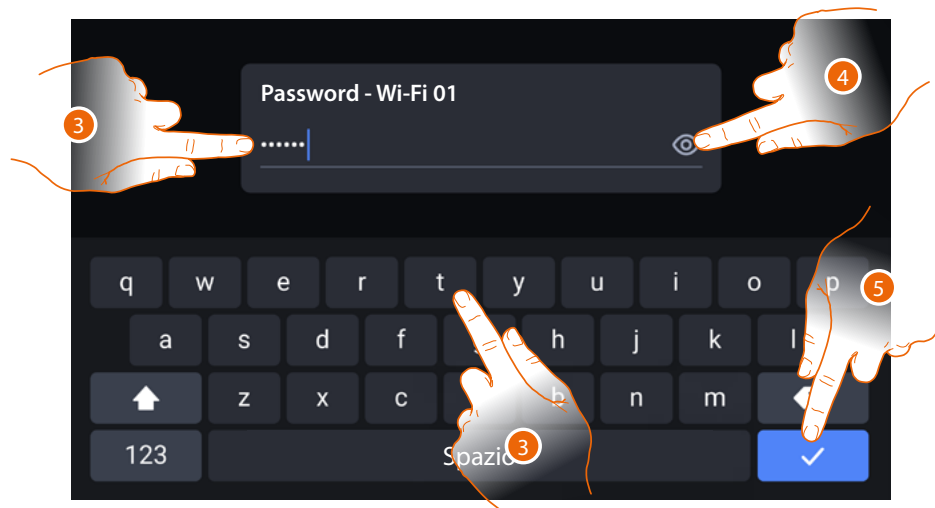 Password - Wi-Fi 01
3
4
••••••
q w e r t y u i o p
5
a s d f g h j k l
z x c b n m
123 Spazio
3